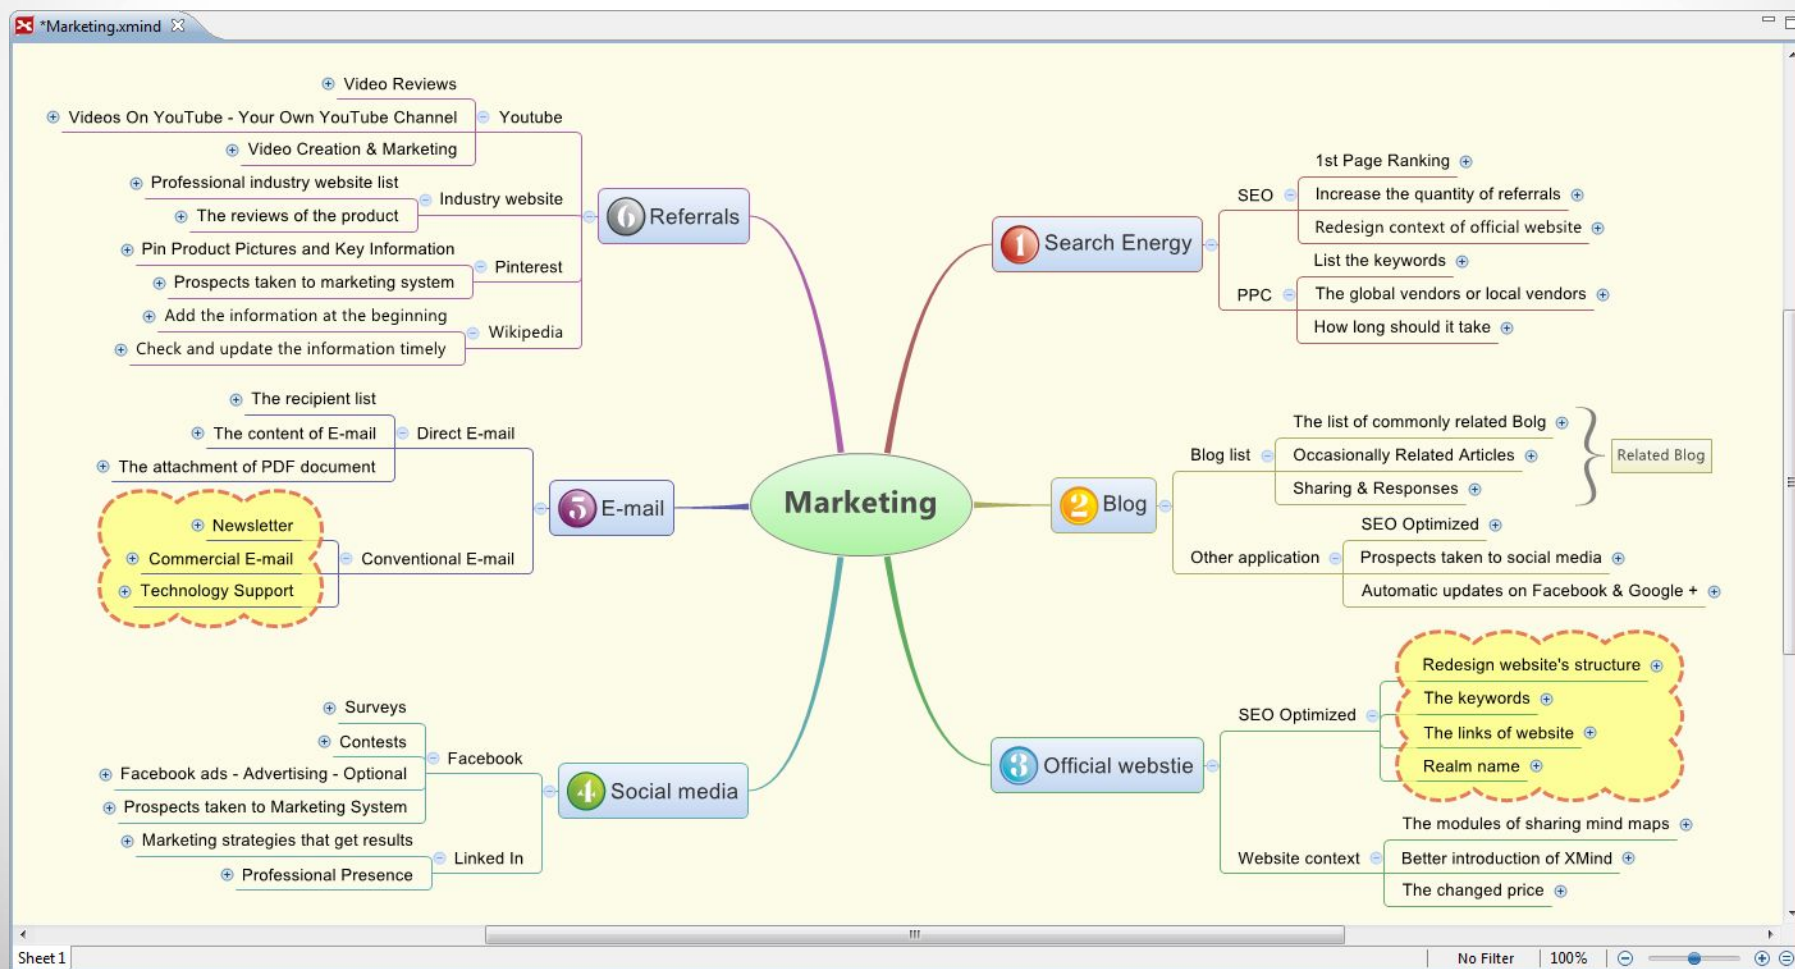 *Marketing.xmind
Video Reviews
Videos On YouTube - Your Own YouTube Channel
Video Creation & Marketing
Youtube
Professional industry website list
The reviews of the product
Industry website
Pin Product Pictures and Key Information
Prospects taken to marketing system
Pinterest
Add the information at the beginning
Check and update the information timely
Wikipedia
6 Referrals
The recipient list
The content of E-mail
The attachment of PDF document
Direct E-mail
Newsletter
Commercial E-mail
Technology Support
Conventional E-mail
5 E-mail
Surveys
Contests
Facebook ads - Advertising - Optional
Prospects taken to Marketing System
Facebook
Marketing strategies that get results
Professional Presence
Linked In
4 Social media
Marketing
1 Search Energy
SEO
1st Page Ranking
Increase the quantity of referrals
Redesign context of official website
PPC
List the keywords
The global vendors or local vendors
How long should it take
2 Blog
Blog list
The list of commonly related Bolg
Occasionally Related Articles
Sharing & Responses
Related Blog
Other application
SEO Optimized
Prospects taken to social media
Automatic updates on Facebook & Google +
3 Official webstie
SEO Optimized
Redesign website's structure
The keywords
The links of website
Realm name
Website context
The modules of sharing mind maps
Better introduction of XMind
The changed price
Sheet 1
No Filter
100%